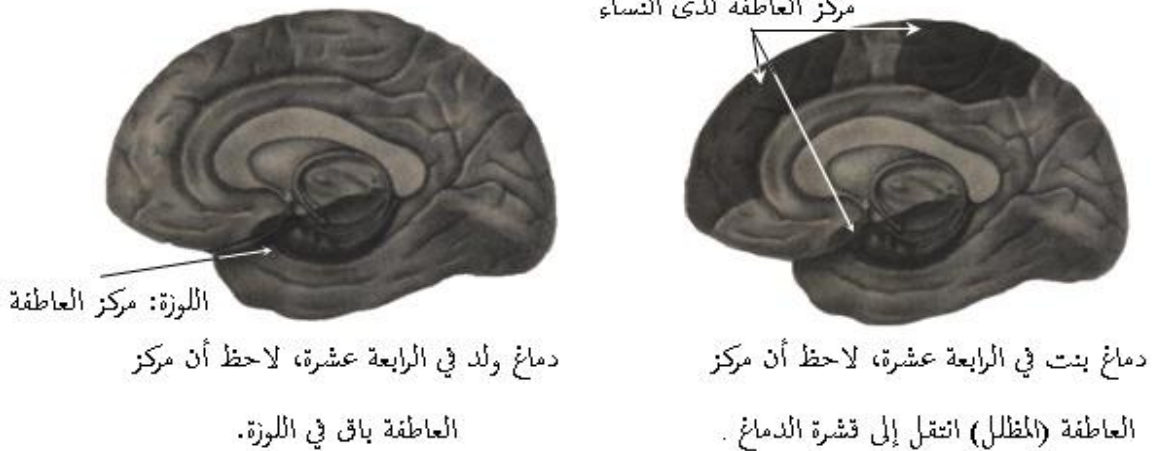 مركز العاطفة لدى النساء
اللوزة: مركز العاطفة
دماغ بنت في الرابعة عشرة، لاحظ أن مركز
العاطفة (المظلل) انتقل إلى قشرة الدماغ .
دماغ ولد في الرابعة عشرة، لاحظ أن مركز
العاطفة باق في اللوزة.